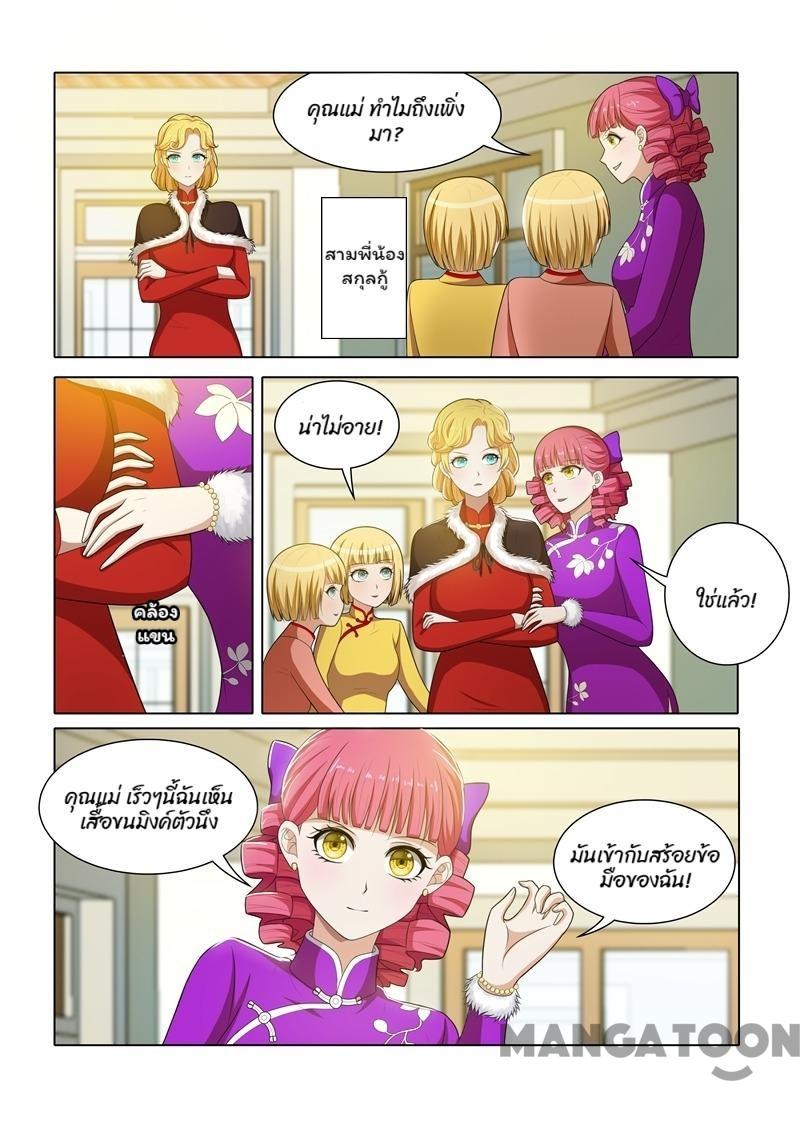 คุณแม่ ทำไมถึงเพิ่ง
มา?
สามพี่น้อง
สกุลกู้
คล้อง
แขน
น่าไม่อาย!
ใช่แล้ว!
คุณแม่ เร็วๆนี้ฉันเห็น
เสื้อขนมิงค์ตัวนึง
มันเข้ากับสร้อยข้อ
มือของฉัน!
MANGATOON